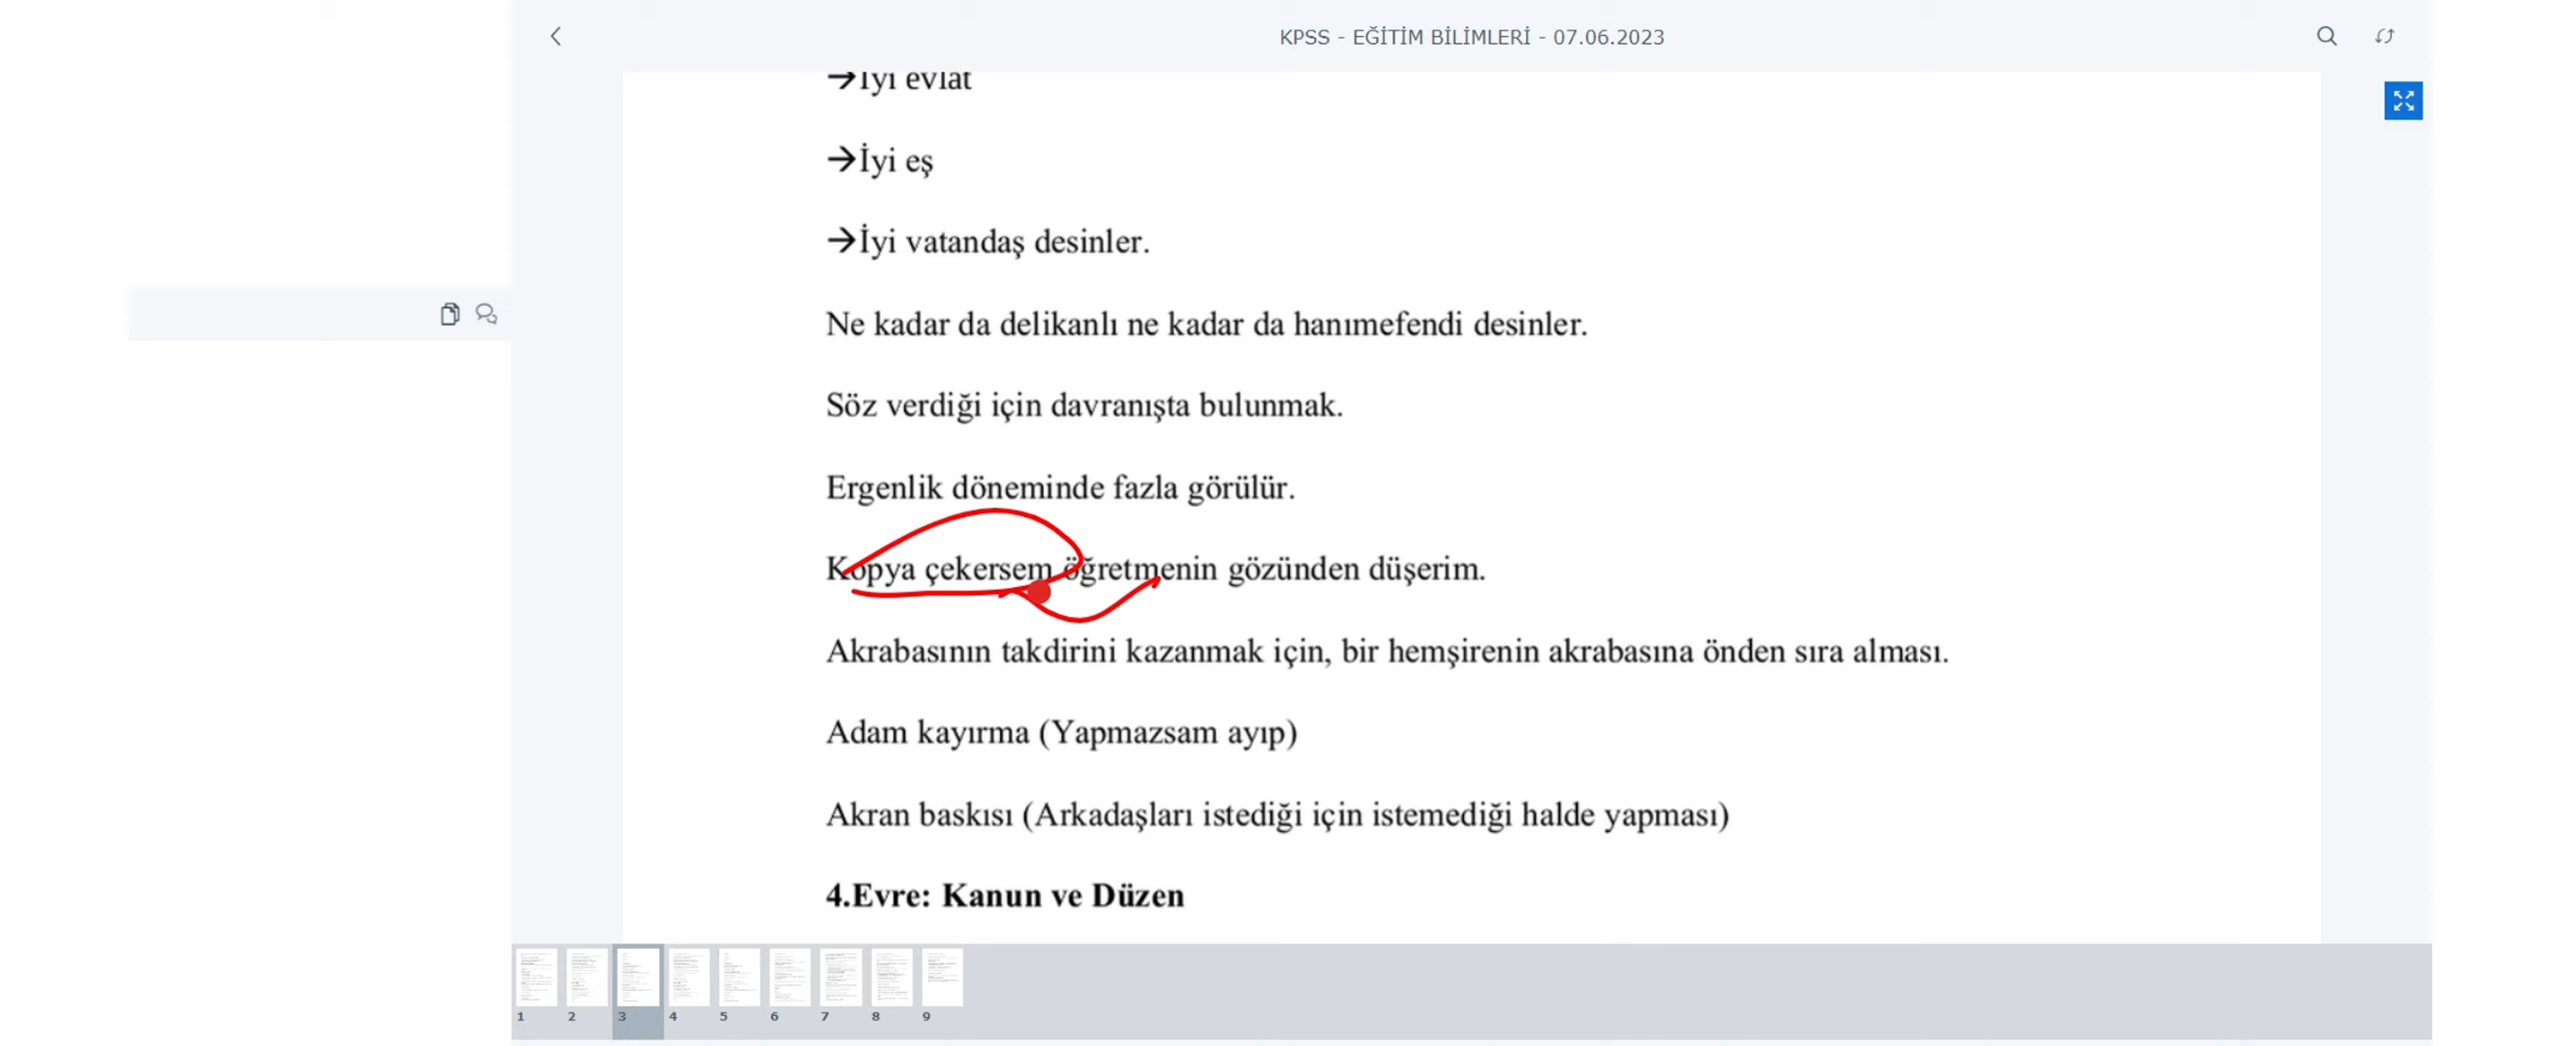 KPSS - EĞİTİM BİLİMLERİ - 07.06.2023
→İyi evlat
→İyi eş
→İyi vatandaş desinler.
Ne kadar da delikanlı ne kadar da hanımefendi desinler.
Söz verdiği için davranışta bulunmak.
Ergenlik döneminde fazla görülür.
Kopya çekersem öğretmenin gözünden düşerim.
Akrabasının takdirini kazanmak için, bir hemşirenin akrabasına önden sıra alması.
Adam kayırma (Yapmazsam ayıp)
Akran baskısı (Arkadaşları istediği için istemediği halde yapması)
4.Evre: Kanun ve Düzen
1 2 3 4 5 6 7 8 9